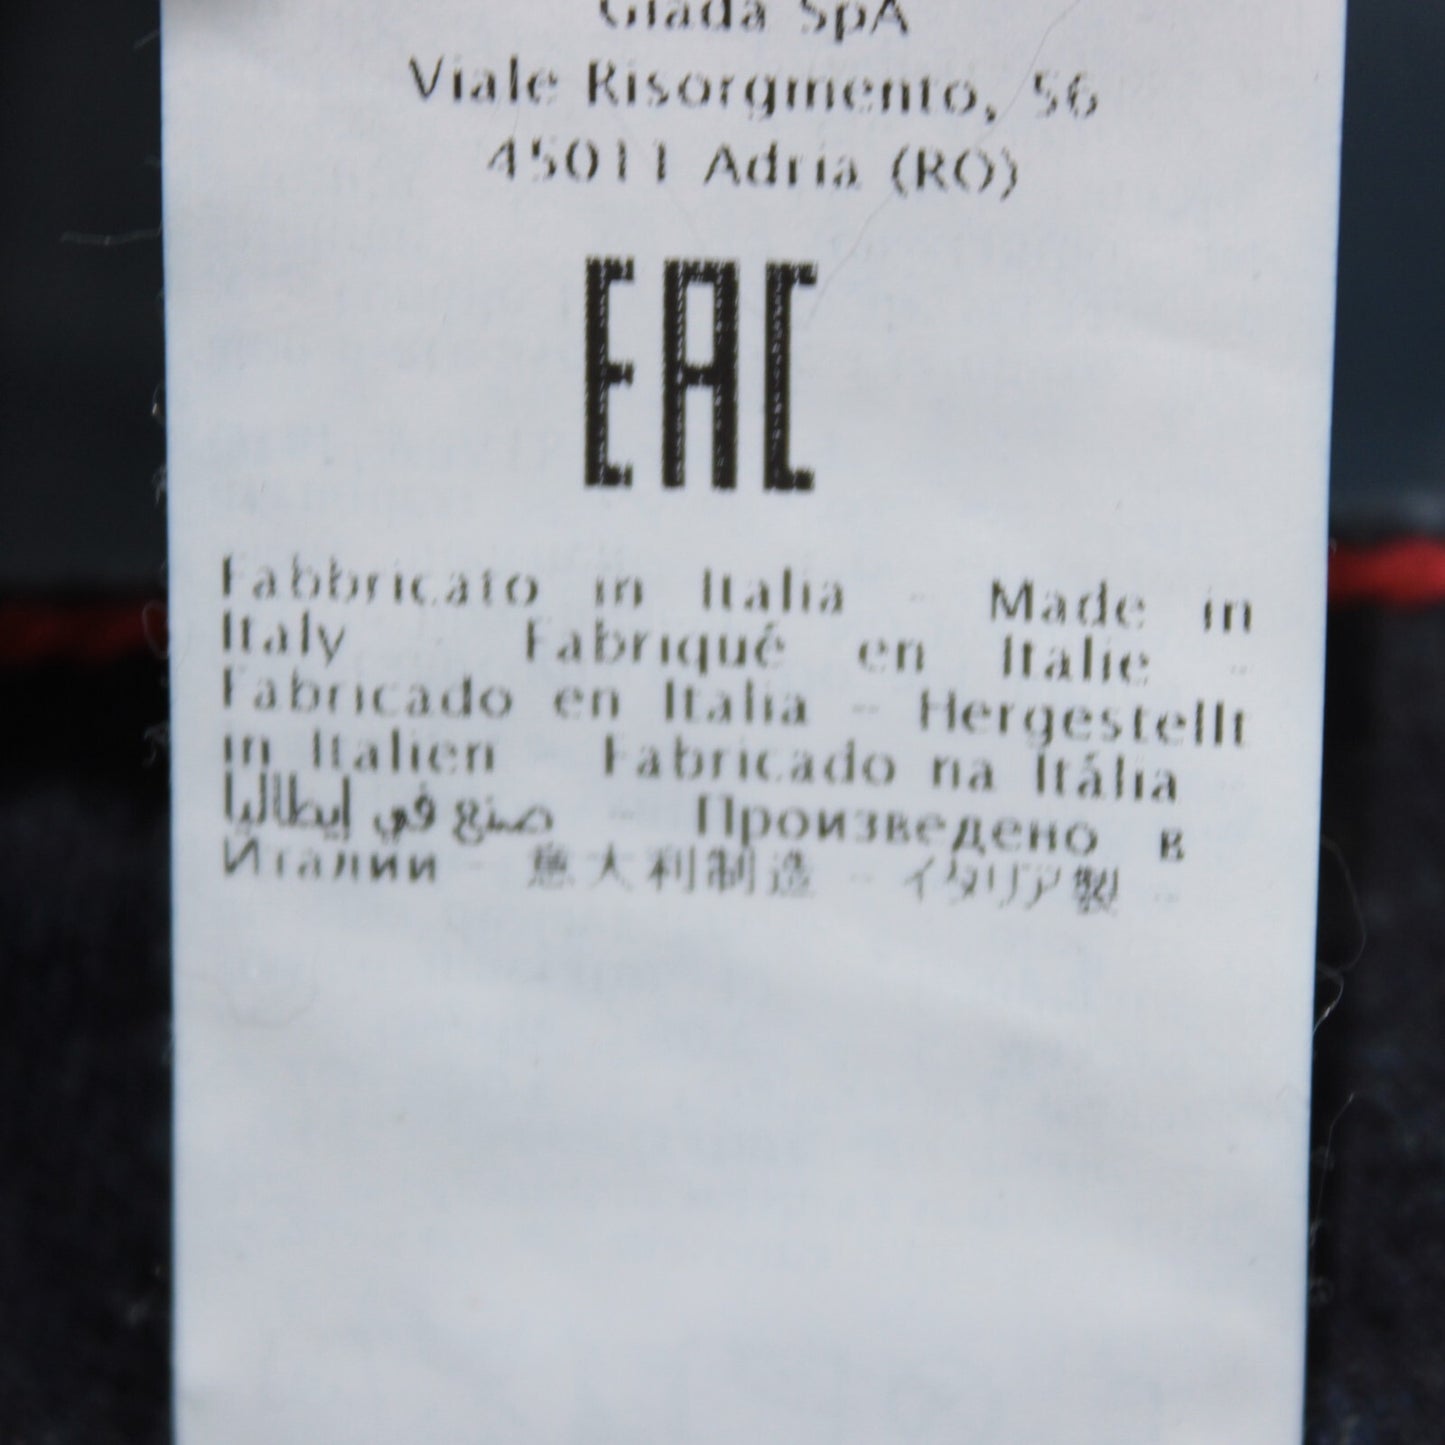 Giada SpA
Viale Risorgmento, 56
45011 Adria (RO)
EAC
Fabbricato in Italia - Made in
Italy - Fabriqué en Italie -
Fabricado en Italia - Hergestellt
in Italien - Fabricado na Itália
صنع في إيطاليا - Произведено в
Италии - 意大利制造 - イタリア製 -